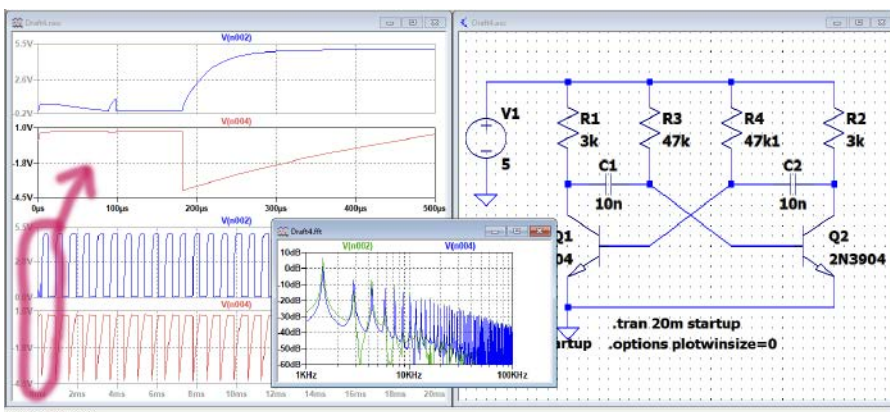 Draft4.raw
V(n002)
5.5V
2.6V
-0.2V
V(n004)
1.0V
-1.8V
-4.5V
0µs 100µs 200µs 300µs 400µs 500µs
V(n002)
5.5V
V(n004)
2ms 4ms 6ms 8ms 10ms 12ms 14ms 16ms 18ms 20ms
Draft4.fft
V(n002) V(n004)
10dB
0dB
-10dB
-20dB
-30dB
-40dB
-50dB
-60dB
1KHz 10KHz 100KHz
Draft4.asc
V1
5
R1
3k
R3
47k
R4
47k1
R2
3k
C1
10n
C2
10n
Q1
Q2
2N3904
.tran 20m startup
.options plotwinsize=0